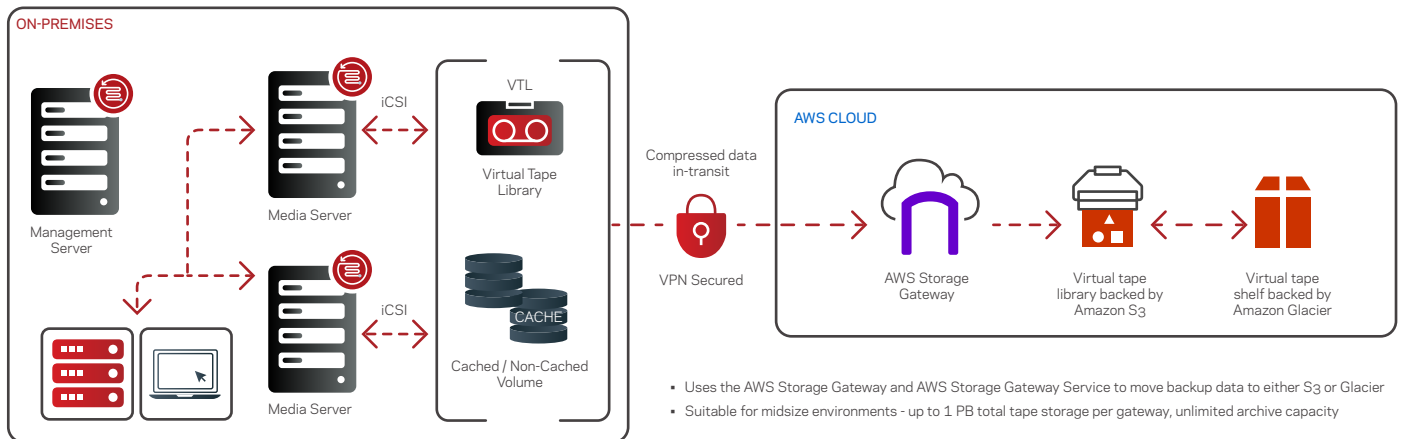 ON-PREMISES
Management
Server
Media Server
iCSI
Media Server
iCSI
VTL
Virtual Tape
Library
CACHE
Cached / Non-Cached
Volume
Compressed data
in-transit
VPN Secured
AWS CLOUD
AWS Storage
Gateway
Virtual tape
library backed by
Amazon S3
Virtual tape
shelf backed by
Amazon Glacier
▪ Uses the AWS Storage Gateway and AWS Storage Gateway Service to move backup data to either S3 or Glacier
▪ Suitable for midsize environments - up to 1 PB total tape storage per gateway, unlimited archive capacity